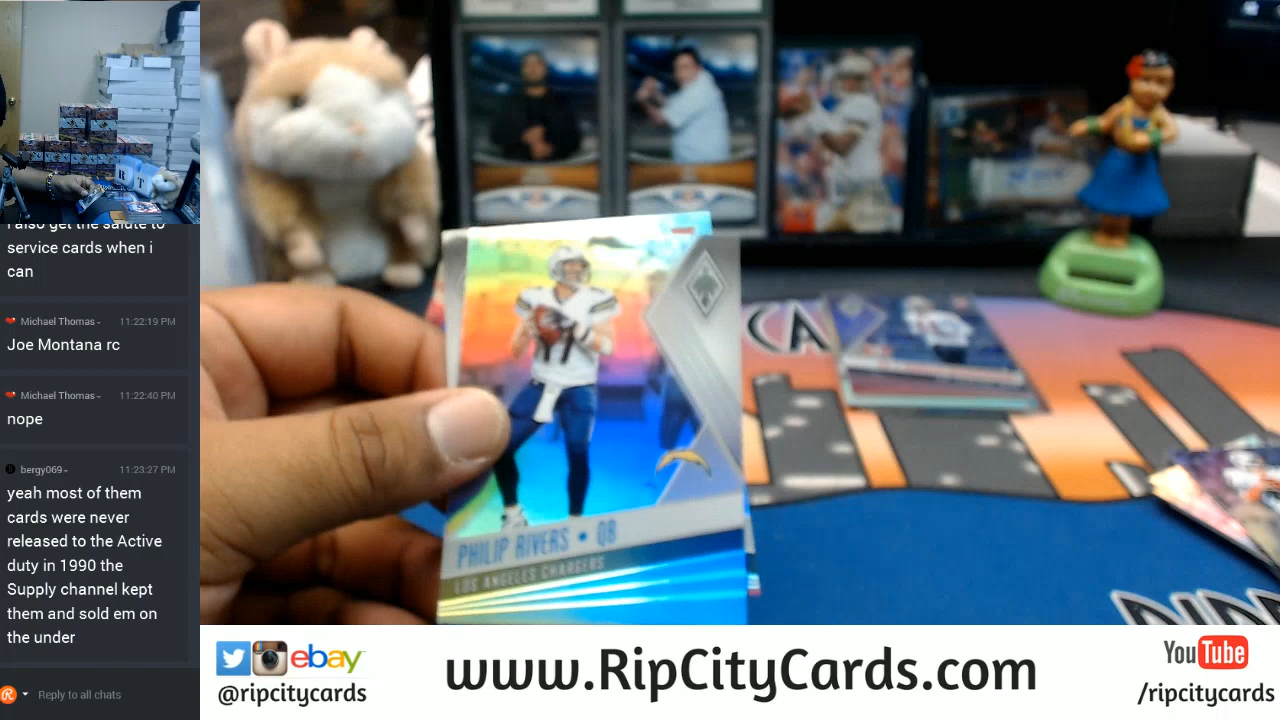 I also get the salute to
service cards when i
can
Michael Thomas
11:22:19 PM
Joe Montana rc
Michael Thomas
11:22:40 PM
nope
bergy069
11:23:27 PM
yeah most of them
cards were never
released to the Active
duty in 1990 the
Supply channel kept
them and sold em on
the under
Reply to all chats
17
PHILIP RIVERS • QB
LOS ANGELES CHARGERS
CA
ebay
@ripcitycards
www.RipCityCards.com
YouTube
/ripcitycards